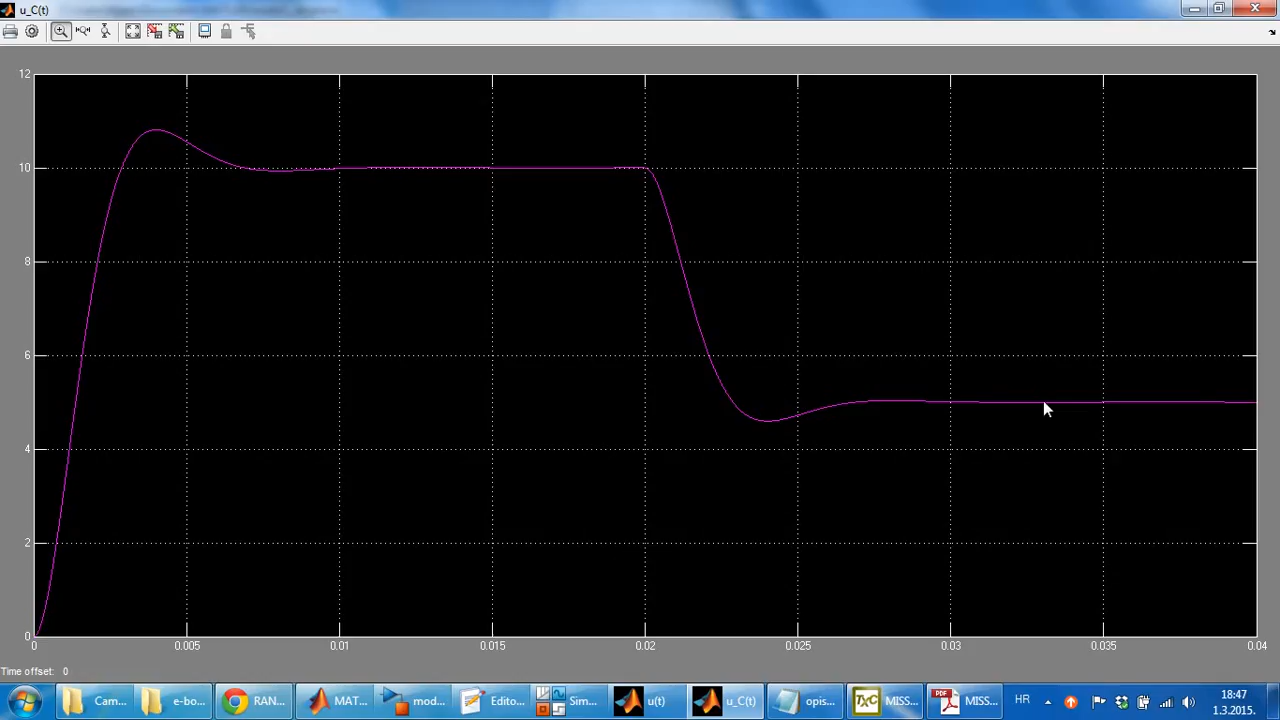 u_C(t)
12
10
8
6
4
2
0
0 0.005 0.01 0.015 0.02 0.025 0.03 0.035 0.04
Time offset: 0
Cam... e-bo... RAN... MAT... mod... Edito... Sim... u(t) u_C(t) opis... MISS... MISS... HR 18:47
1.3.2015.